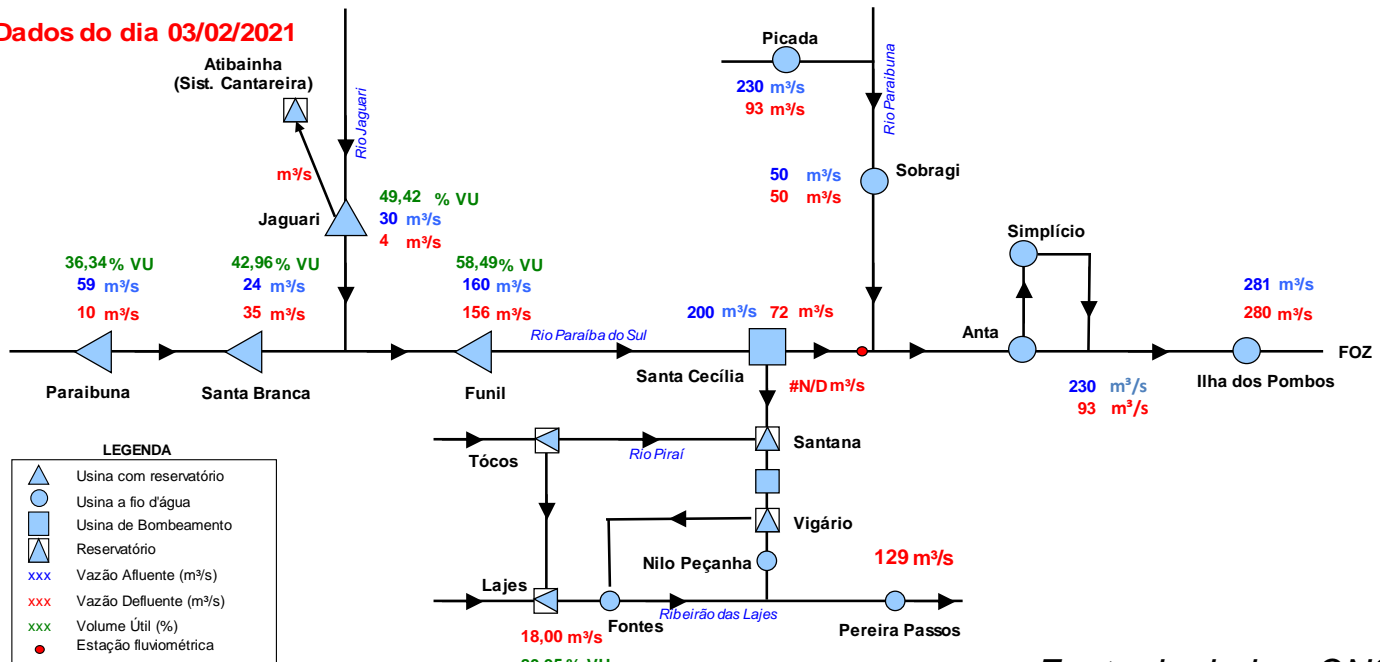 Dados do dia 03/02/2021
Atibainha
(Sist. Cantareira)
Rio Jaguari
m³/s
Jaguari
49,42 % VU
30 m³/s
4 m³/s
Picada
230 m³/s
93 m³/s
Rio Paraibuna
50 m³/s
50 m³/s
Sobragi
Simplício
36,34 % VU
59 m³/s
10 m³/s
Paraibuna
42,96 % VU
24 m³/s
35 m³/s
Santa Branca
58,49 % VU
160 m³/s
156 m³/s
Funil
Rio Paraíba do Sul
200 m³/s 72 m³/s
Santa Cecília
#N/D m³/s
Anta
230 m³/s
93 m³/s
281 m³/s
280 m³/s
Ilha dos Pombos
FOZ
Tócos
Rio Piraí
Santana
Vigário
Nilo Peçanha
129 m³/s
Lajes
Fontes
Ribeirão das Lajes
Pereira Passos
18,00 m³/s
LEGENDA
Usina com reservatório
Usina a fio d'água
Usina de Bombeamento
Reservatório
xxx Vazão Afluente (m³/s)
xxx Vazão Defluente (m³/s)
xxx Volume Útil (%)
Estação fluviométrica